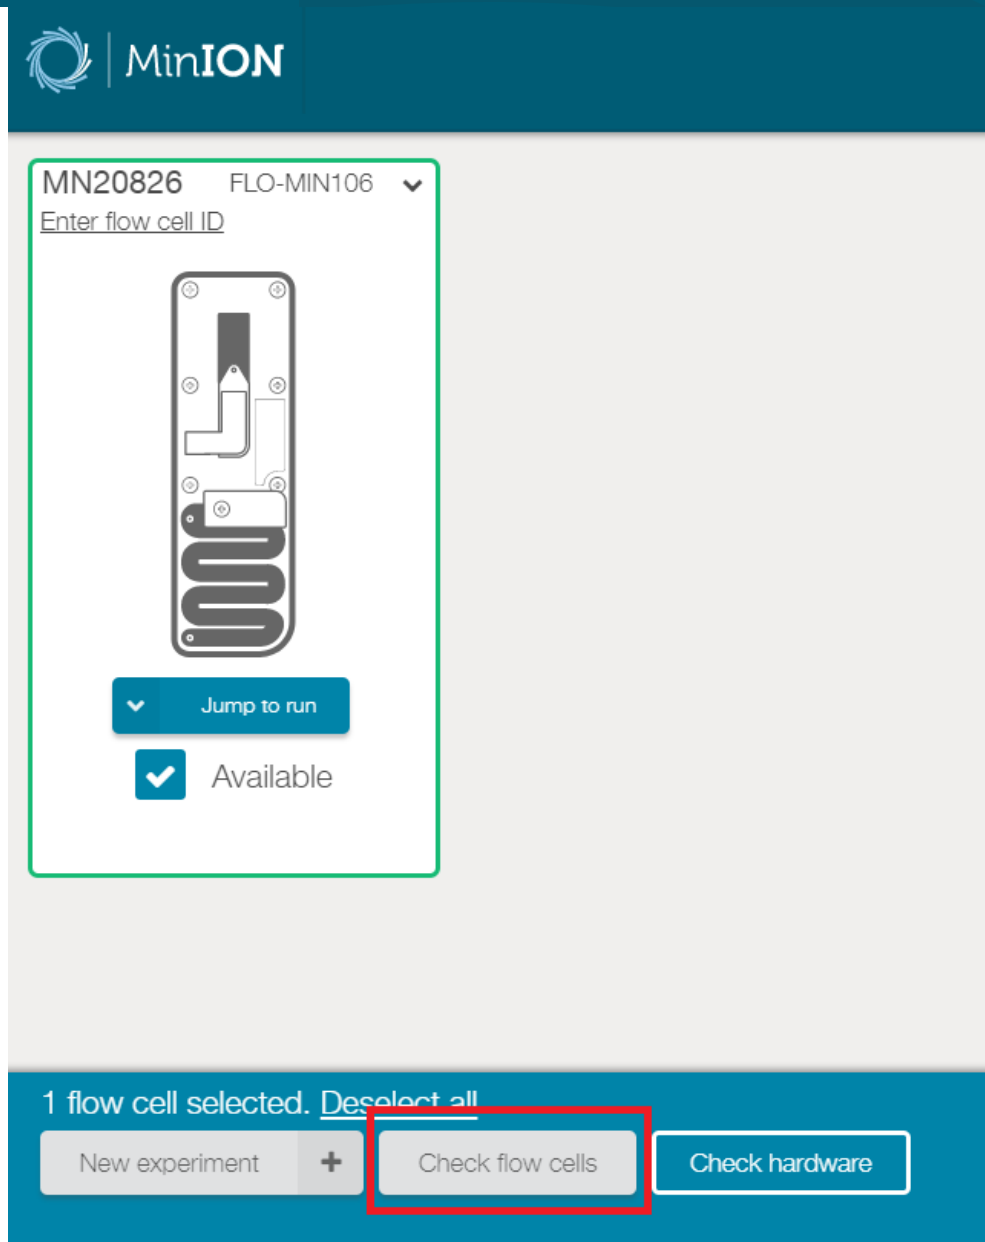 MinION
MN20826 FLO-MIN106
Enter flow cell ID
Jump to run
Available
1 flow cell selected. Deselect all
New experiment + Check flow cells Check hardware